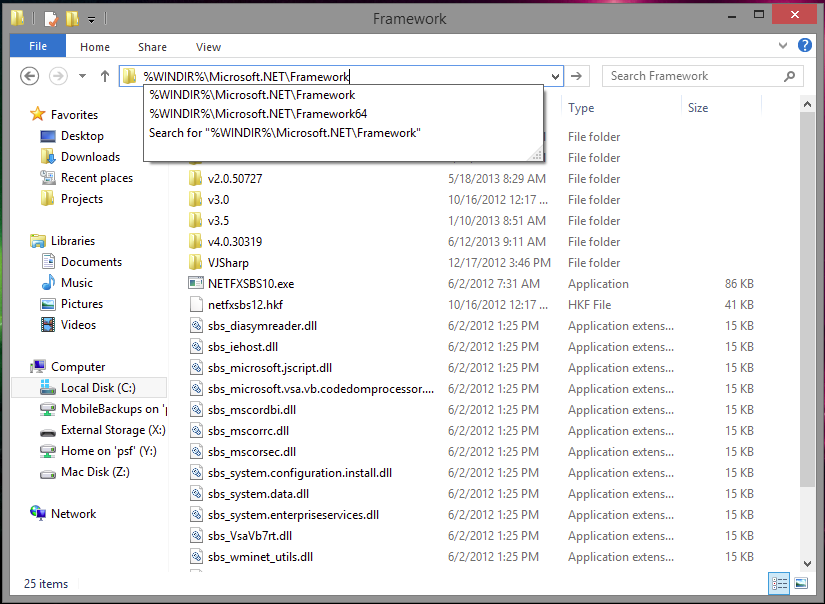 Framework
File Home Share View
%WINDIR%\Microsoft.NET\Framework
Search Framework
%WINDIR%\Microsoft.NET\Framework
%WINDIR%\Microsoft.NET\Framework64
Search for "%WINDIR%\Microsoft.NET\Framework"
Type Size
Favorites
Desktop
Downloads
Recent places
Projects
Libraries
Documents
Music
Pictures
Videos
Computer
Local Disk (C:)
MobileBackups on '
External Storage (X:)
Home on 'psf' (Y:)
Mac Disk (Z:)
Network
File folder
File folder
v2.0.50727 5/18/2013 8:29 AM File folder
v3.0 10/16/2012 12:17 ... File folder
v3.5 1/10/2013 8:51 AM File folder
v4.0.30319 6/12/2013 9:11 AM File folder
VJSharp 12/17/2012 3:46 PM File folder
NETFXSBS10.exe 6/2/2012 7:31 AM Application 86 KB
netfxsbs12.hkf 10/16/2012 12:17 ... HKF File 41 KB
sbs_diasymreader.dll 6/2/2012 1:25 PM Application extens... 15 KB
sbs_iehost.dll 6/2/2012 1:25 PM Application extens... 15 KB
sbs_microsoft.jscript.dll 6/2/2012 1:25 PM Application extens... 15 KB
sbs_microsoft.vsa.vb.codedomprocessor.... 6/2/2012 1:25 PM Application extens... 15 KB
sbs_mscordbi.dll 6/2/2012 1:25 PM Application extens... 15 KB
sbs_mscorrc.dll 6/2/2012 1:25 PM Application extens... 15 KB
sbs_mscorsec.dll 6/2/2012 1:25 PM Application extens... 15 KB
sbs_system.configuration.install.dll 6/2/2012 1:25 PM Application extens... 15 KB
sbs_system.data.dll 6/2/2012 1:25 PM Application extens... 15 KB
sbs_system.enterpriseservices.dll 6/2/2012 1:25 PM Application extens... 15 KB
sbs_VsaVb7rt.dll 6/2/2012 1:25 PM Application extens... 15 KB
sbs_wminet_utils.dll 6/2/2012 1:25 PM Application extens... 15 KB
25 items